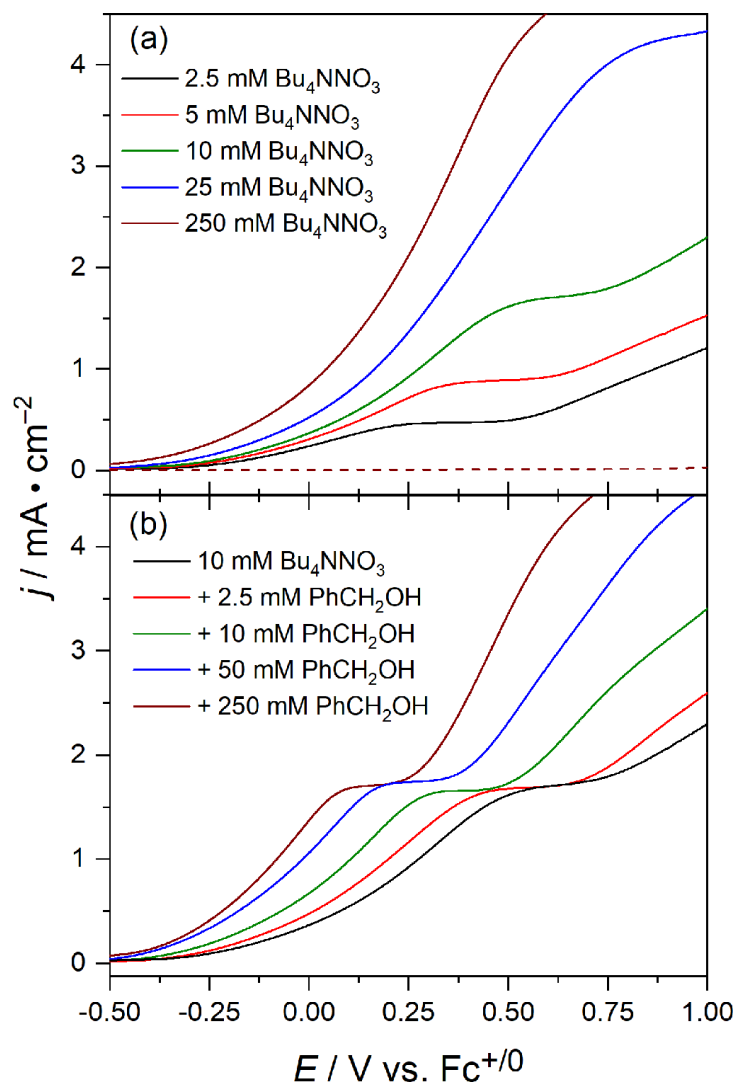 (a)
2.5 mM Bu₄NNO₃
5 mM Bu₄NNO₃
10 mM Bu₄NNO₃
25 mM Bu₄NNO₃
250 mM Bu₄NNO₃
4
3
2
1
0
j / mA • cm⁻²
(b)
10 mM Bu₄NNO₃
+ 2.5 mM PhCH₂OH
+ 10 mM PhCH₂OH
+ 50 mM PhCH₂OH
+ 250 mM PhCH₂OH
4
3
2
1
0
-0.50 -0.25 0.00 0.25 0.50 0.75 1.00
E / V vs. Fc⁺ᐟ⁰